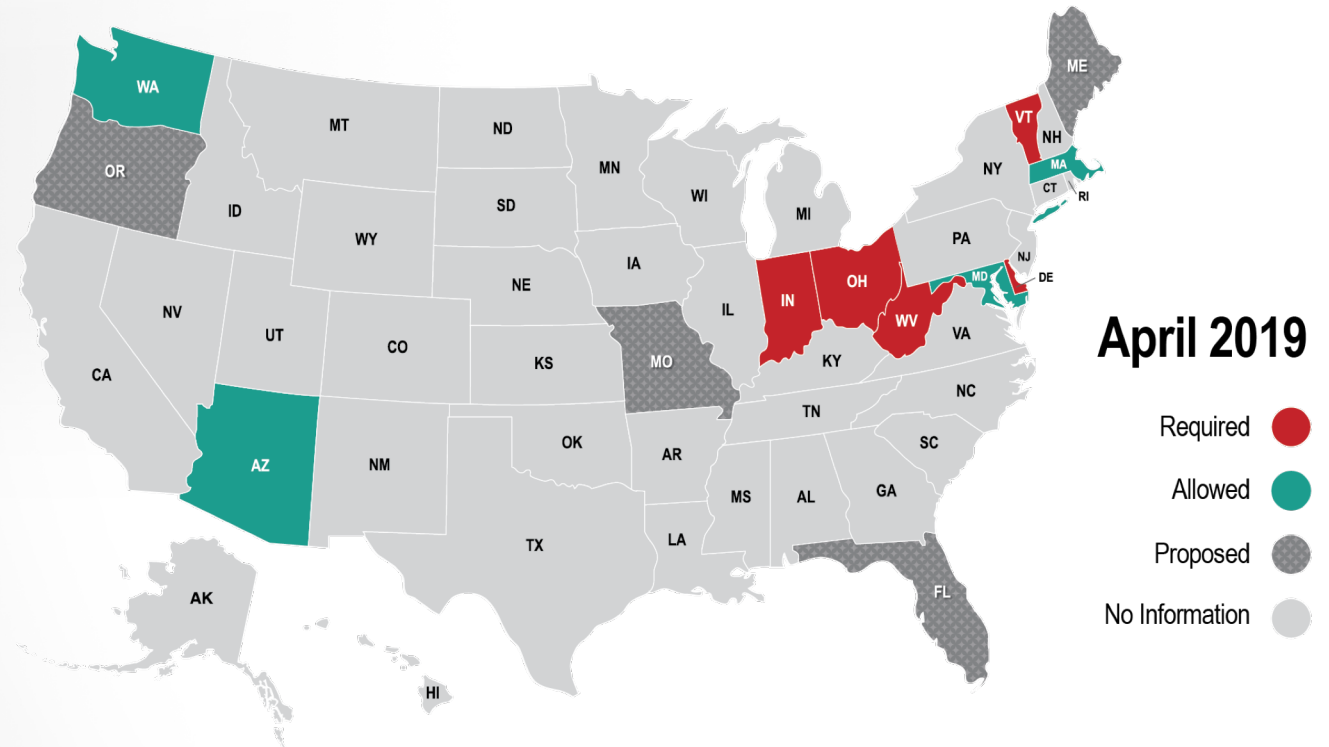 ME
WA
VT
MT
ND
NH
MN
OR
NY
MA
WI
CT
RI
SD
ID
MI
WY
PA
IA
NJ
NE
MD
DE
OH
IN
NV
IL
WV
UT
VA
CO
KS
MO
KY
CA
NC
TN
OK
SC
AR
AZ
NM
GA
MS
AL
TX
LA
FL
AK
HI
April 2019
Required
Allowed
Proposed
No Information